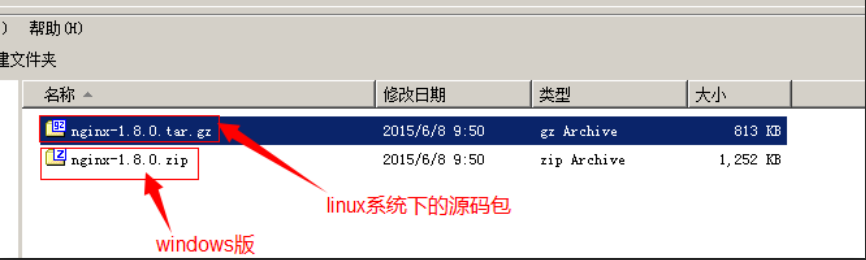 ) 帮助(H)
建文件夹
名称 修改日期 类型 大小
nginx-1.8.0.tar.gz 2015/6/8 9:50 gz Archive 813 KB
nginx-1.8.0.zip 2015/6/8 9:50 zip Archive 1,252 KB
linux系统下的源码包
windows版